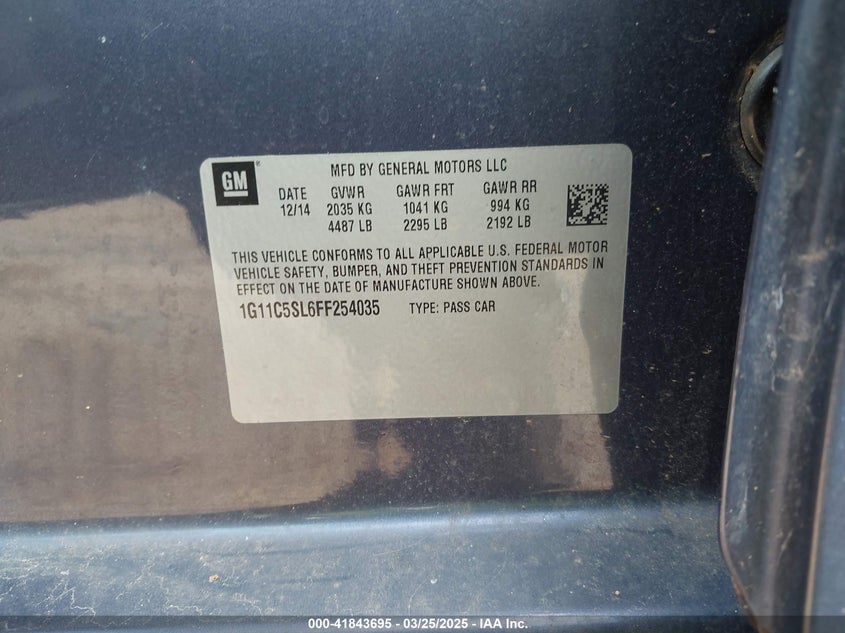 GM
MFD BY GENERAL MOTORS LLC
DATE GVWR GAWR FRT GAWR RR
12/14 2035 KG 1041 KG 994 KG
4487 LB 2295 LB 2192 LB
THIS VEHICLE CONFORMS TO ALL APPLICABLE U.S. FEDERAL MOTOR
VEHICLE SAFETY, BUMPER, AND THEFT PREVENTION STANDARDS IN
EFFECT ON THE DATE OF MANUFACTURE SHOWN ABOVE.
1G11C5SL6FF254035 TYPE: PASS CAR
000-41843695 - 03/25/2025 - IAA Inc.